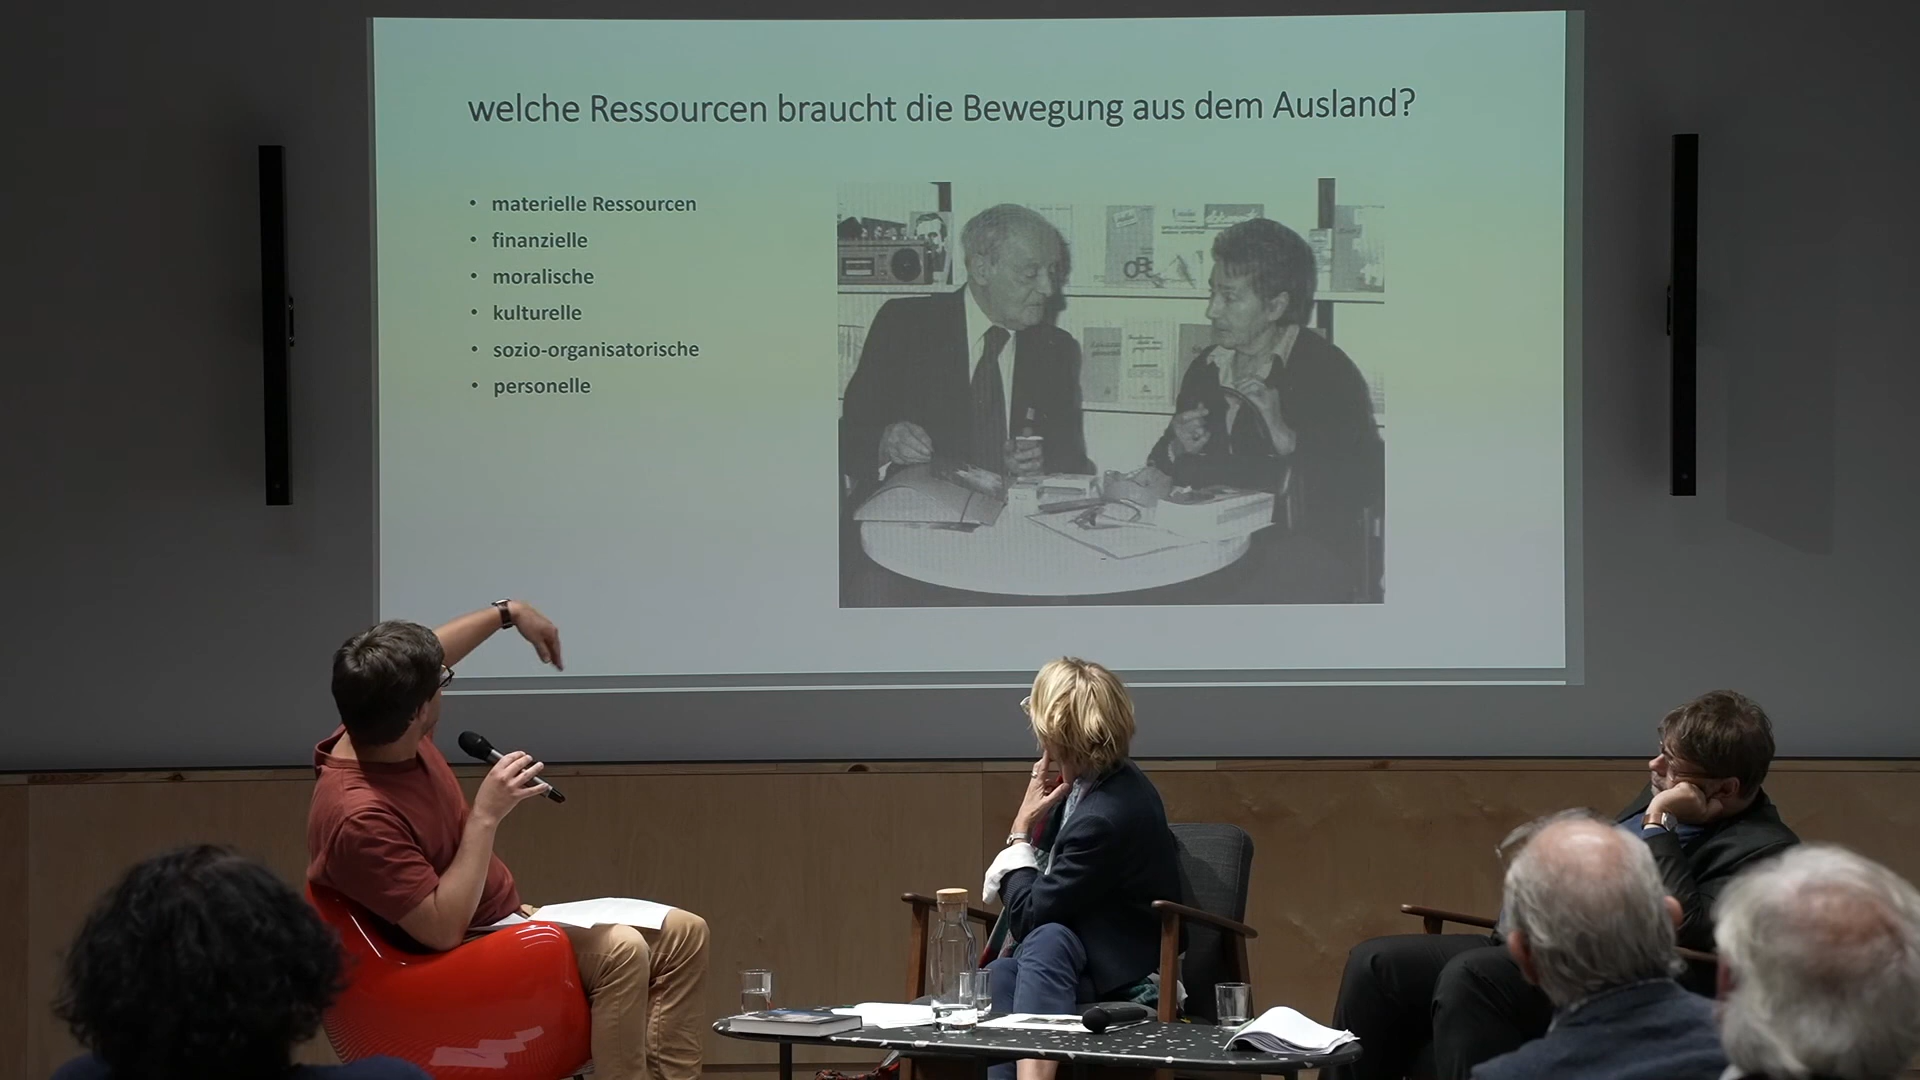 welche Ressourcen braucht die Bewegung aus dem Ausland?
• materielle Ressourcen
• finanzielle
• moralische
• kulturelle
• sozio-organisatorische
• personelle